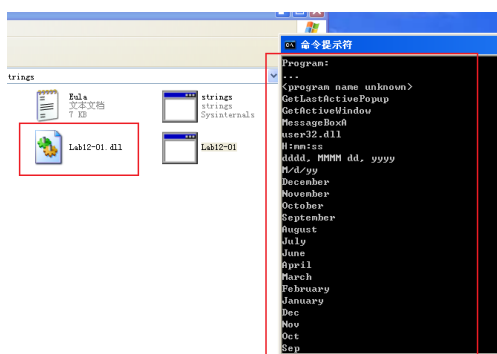 命令提示符
trings
Eula
文本文档
7 KB
strings
strings
Sysinternals
Lab12-01.dll
Lab12-01
Program:
...
<program name unknown>
GetLastActivePopup
GetActiveWindow
MessageBoxA
user32.dll
H:mm:ss
dddd, MMMM dd, yyyy
M/d/yy
December
November
October
September
August
July
June
April
March
February
January
Dec
Nov
Oct
Sep